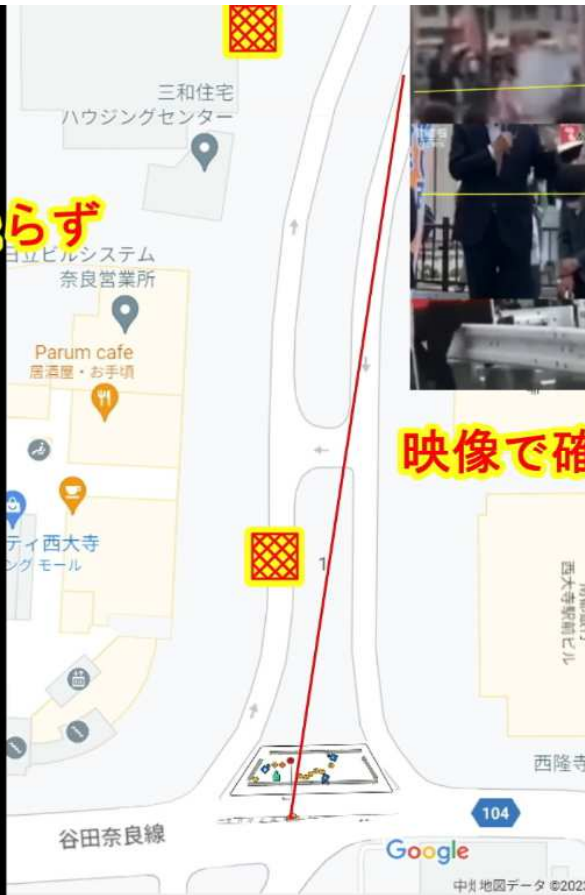 三和住宅
ハウジングセンター
らず
日立ビルシステム
奈良営業所
Parum cafe
居酒屋・お手頃
映像で確
ティ西大寺
ング モール
1
西大寺駅前ビル
西隆寺
104
谷田奈良線
Google
地図データ ©202